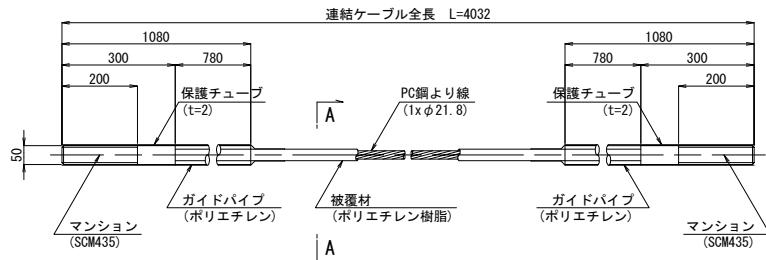 連結ケーブル全長 L=4032
1080
1080
300
780
780
300
200
200
保護チューブ
(t=2)
A
PC鋼より線
(1xφ21.8)
保護チューブ
(t=2)
50
マンション
(SCM435)
ガイドパイプ
(ポリエチレン)
被覆材
(ポリエチレン樹脂)
ガイドパイプ
(ポリエチレン)
マンション
(SCM435)
A